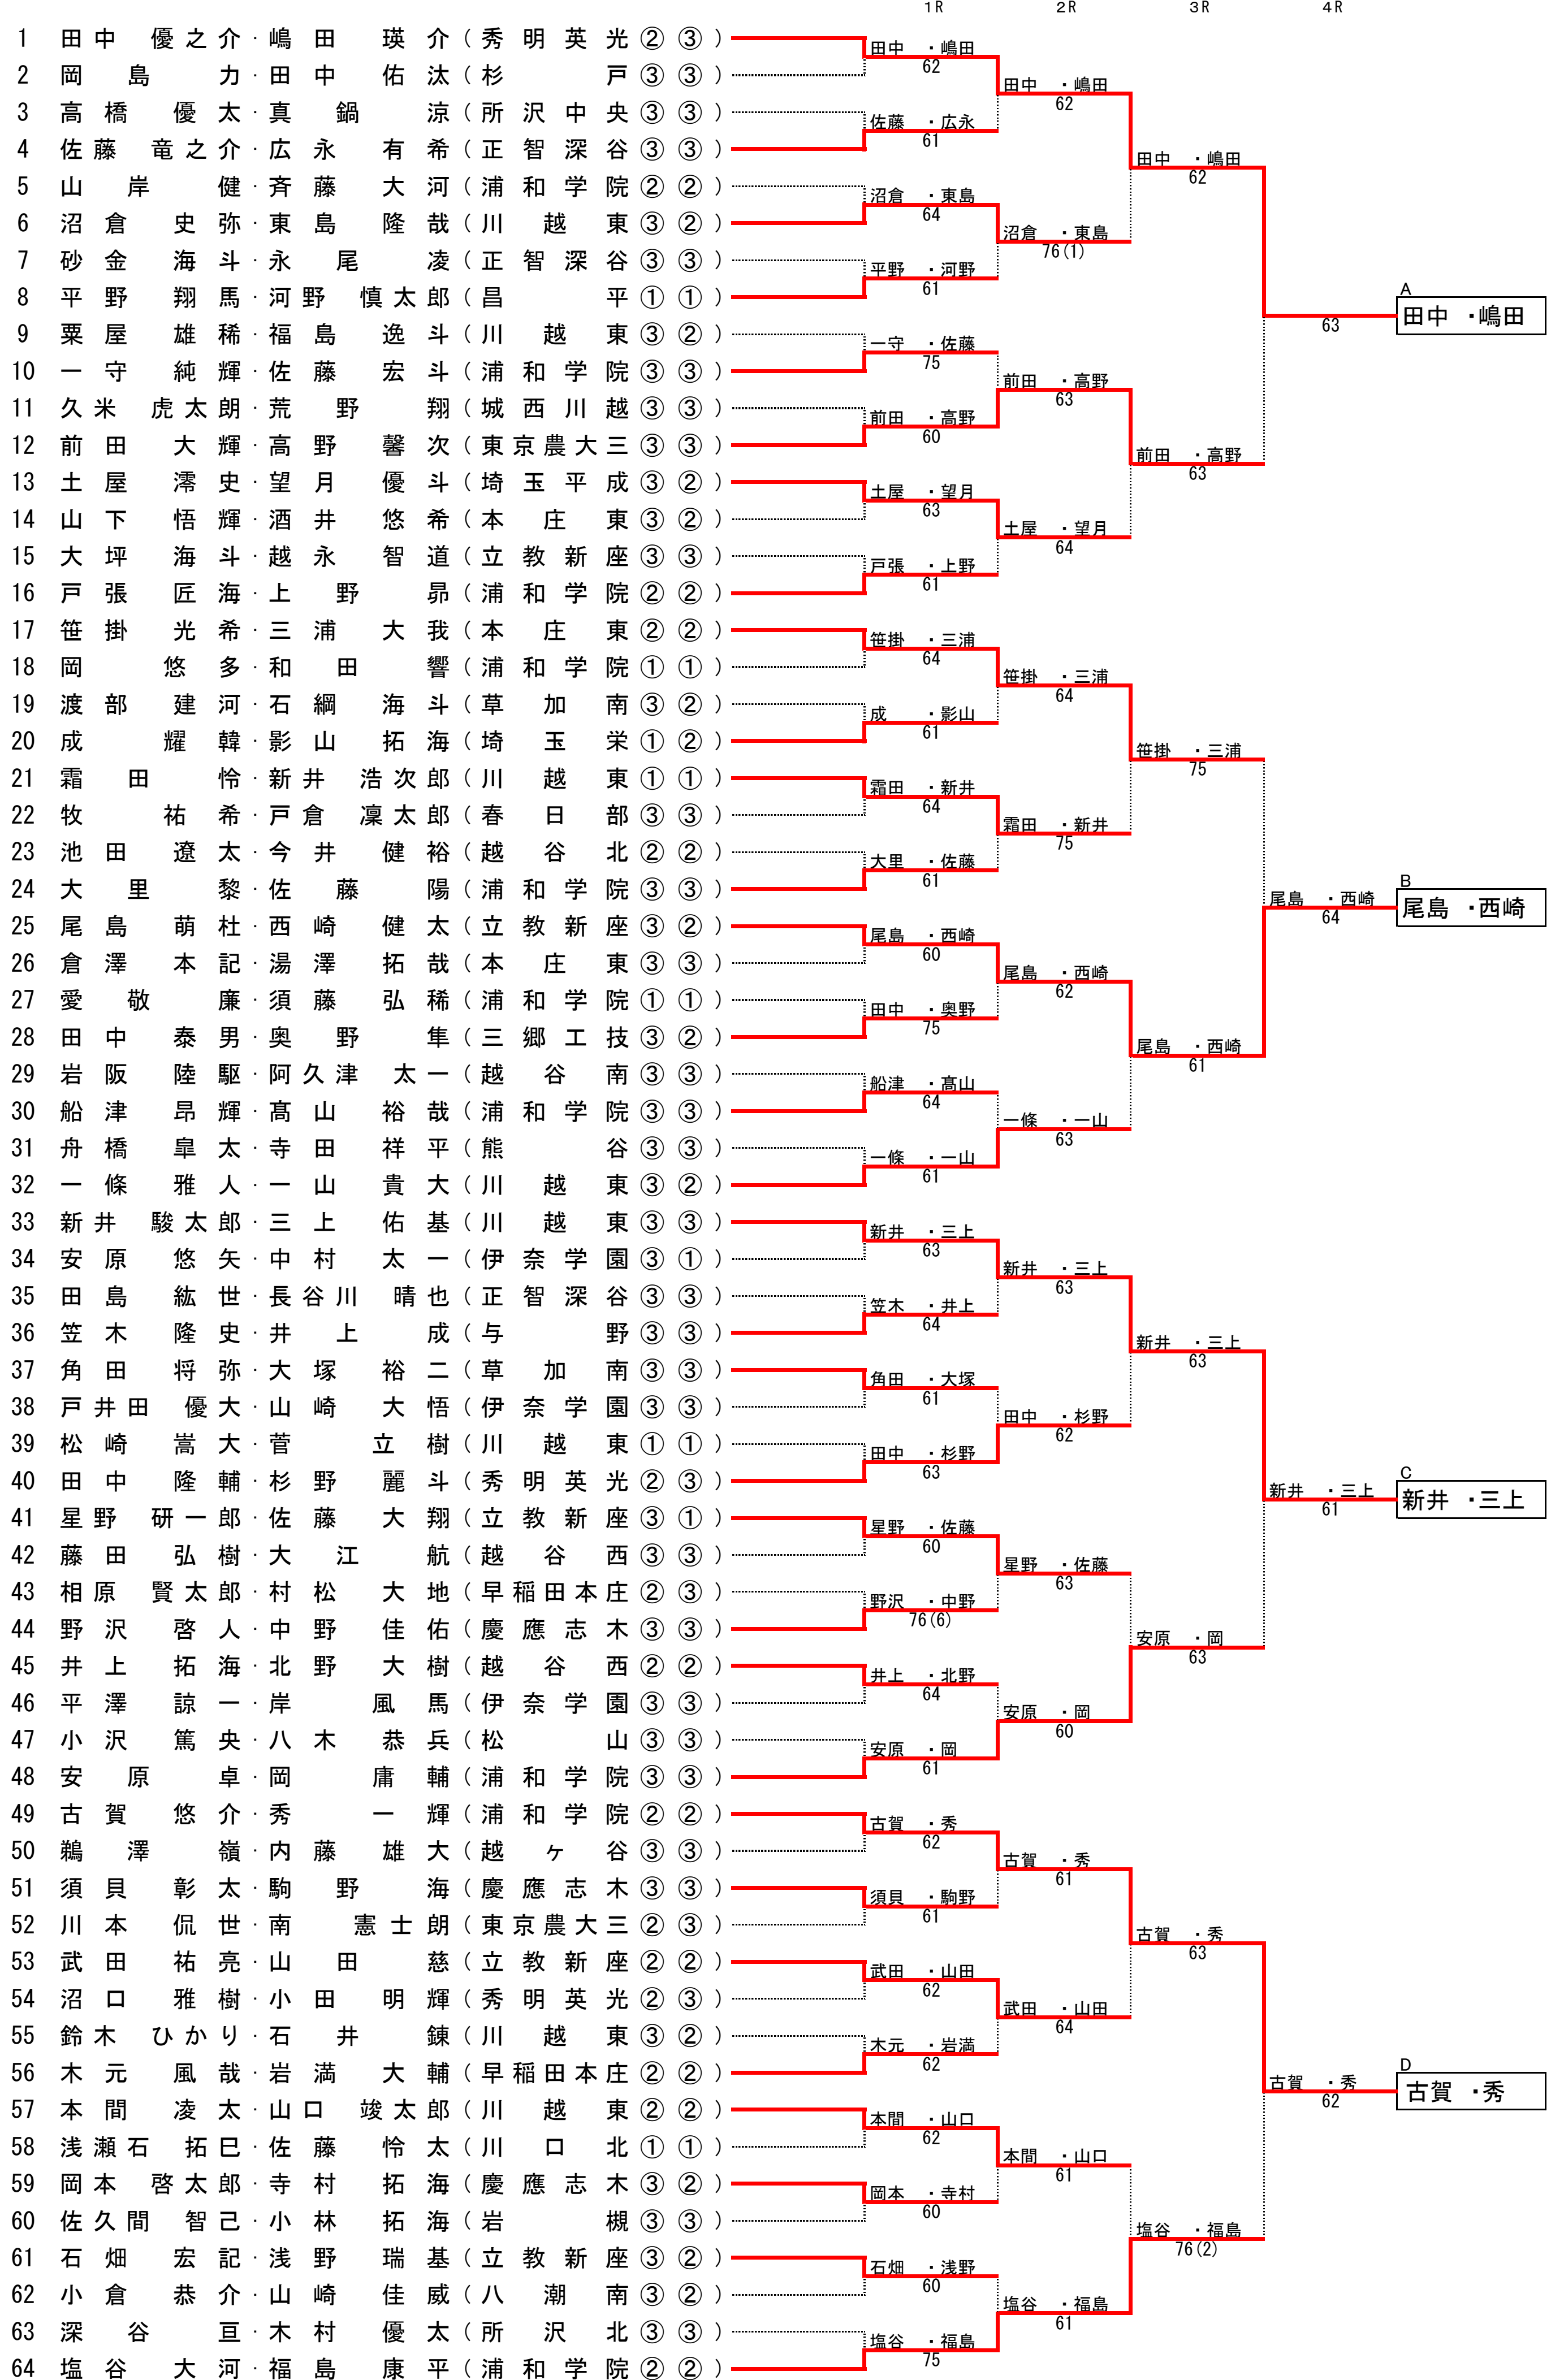 1R 2R 3R 4R
1 田中 優之介・嶋田 瑛介(秀明英光② ③)
田中 ・嶋田
62
2 岡島 力・田中 佑汰(杉戸③ ③)
田中 ・嶋田
62
3 高橋 優太・真鍋 涼(所沢中央③ ③)
佐藤 ・広永
61
4 佐藤 竜之介・広永 有希(正智深谷③ ③)
田中 ・嶋田
62
5 山岸 健・斉藤 大河(浦和学院② ②)
沼倉 ・東島
64
6 沼倉 史弥・東島 隆哉(川越東③ ②)
沼倉 ・東島
76(1)
7 砂金 海斗・永尾 凌(正智深谷③ ③)
平野 ・河野
61
8 平野 翔馬・河野 慎太郎(昌平① ①)
A
田中 ・嶋田
63
9 粟屋 雄稀・福島 逸斗(川越東③ ②)
一守 ・佐藤
75
10 一守 純輝・佐藤 宏斗(浦和学院③ ③)
前田 ・高野
63
11 久米 虎太朗・荒野 翔(城西川越③ ③)
前田 ・高野
60
12 前田 大輝・高野 馨次(東京農大三③ ③)
前田 ・高野
63
13 土屋 澪史・望月 優斗(埼玉平成③ ②)
土屋 ・望月
63
14 山下 悟輝・酒井 悠希(本庄東③ ②)
土屋 ・望月
64
15 大坪 海斗・越永 智道(立教新座③ ③)
戸張 ・上野
61
16 戸張 匠海・上野 昴(浦和学院② ②)
17 笹掛 光希・三浦 大我(本庄東② ②)
笹掛 ・三浦
64
18 岡 悠多・和田 響(浦和学院① ①)
笹掛 ・三浦
64
19 渡部 建河・石綱 海斗(草加南③ ②)
成 ・影山
61
20 成 耀韓・影山 拓海(埼玉栄① ②)
笹掛 ・三浦
75
21 霜田 怜・新井 浩次郎(川越東① ①)
霜田 ・新井
64
22 牧 祐希・戸倉 凜太郎(春日部③ ③)
霜田 ・新井
75
23 池田 遼太・今井 健裕(越谷北② ②)
大里 ・佐藤
61
24 大里 黎・佐藤 陽(浦和学院③ ③)
尾島 ・西崎
64
B
尾島 ・西崎
25 尾島 萌杜・西崎 健太(立教新座③ ②)
尾島 ・西崎
60
26 倉澤 本記・湯澤 拓哉(本庄東③ ③)
尾島 ・西崎
62
27 愛敬 廉・須藤 弘稀(浦和学院① ①)
田中 ・奥野
75
28 田中 泰男・奥野 隼(三郷工技③ ②)
尾島 ・西崎
61
29 岩阪 陸駆・阿久津 太一(越谷南③ ③)
船津 ・髙山
64
30 船津 昂輝・髙山 裕哉(浦和学院③ ③)
一條 ・一山
63
31 舟橋 皐太・寺田 祥平(熊谷③ ③)
一條 ・一山
61
32 一條 雅人・一山 貴大(川越東③ ②)
33 新井 駿太郎・三上 佑基(川越東③ ③)
新井 ・三上
63
34 安原 悠矢・中村 太一(伊奈学園③ ①)
新井 ・三上
63
35 田島 紘世・長谷川 晴也(正智深谷③ ③)
笠木 ・井上
64
36 笠木 隆史・井上 成(与野③ ③)
新井 ・三上
63
37 角田 将弥・大塚 裕二(草加南③ ③)
角田 ・大塚
61
38 戸井田 優大・山崎 大悟(伊奈学園③ ③)
田中 ・杉野
62
39 松崎 嵩大・菅 立樹(川越東① ①)
田中 ・杉野
63
40 田中 隆輔・杉野 麗斗(秀明英光② ③)
新井 ・三上
61
C
新井 ・三上
41 星野 研一郎・佐藤 大翔(立教新座③ ①)
星野 ・佐藤
60
42 藤田 弘樹・大江 航(越谷西③ ③)
星野 ・佐藤
63
43 相原 賢太郎・村松 大地(早稲田本庄② ③)
野沢 ・中野
76(6)
44 野沢 啓人・中野 佳佑(慶應志木③ ③)
安原 ・岡
63
45 井上 拓海・北野 大樹(越谷西② ②)
井上 ・北野
64
46 平澤 諒一・岸 風馬(伊奈学園③ ③)
安原 ・岡
60
47 小沢 篤央・八木 恭兵(松山③ ③)
安原 ・岡
61
48 安原 卓・岡 庸輔(浦和学院③ ③)
49 古賀 悠介・秀 一輝(浦和学院② ②)
古賀 ・秀
62
50 鵜澤 嶺・内藤 雄大(越ヶ谷③ ③)
古賀 ・秀
61
51 須貝 彰太・駒野 海(慶應志木③ ③)
須貝 ・駒野
61
52 川本 侃世・南 憲士朗(東京農大三② ③)
古賀 ・秀
63
53 武田 祐亮・山田 慈(立教新座② ②)
武田 ・山田
62
54 沼口 雅樹・小田 明輝(秀明英光② ③)
武田 ・山田
64
55 鈴木 ひかり・石井 錬(川越東③ ②)
木元 ・岩満
62
56 木元 風哉・岩満 大輔(早稲田本庄② ②)
古賀 ・秀
62
D
古賀 ・秀
57 本間 凌太・山口 竣太郎(川越東② ②)
本間 ・山口
62
58 浅瀬石 拓巳・佐藤 怜太(川口北① ①)
本間 ・山口
61
59 岡本 啓太郎・寺村 拓海(慶應志木③ ②)
岡本 ・寺村
60
60 佐久間 智己・小林 拓海(岩槻③ ③)
塩谷 ・福島
76(2)
61 石畑 宏記・浅野 瑞基(立教新座③ ②)
石畑 ・浅野
60
62 小倉 恭介・山崎 佳威(八潮南③ ②)
塩谷 ・福島
61
63 深谷 亘・木村 優太(所沢北③ ③)
塩谷 ・福島
75
64 塩谷 大河・福島 康平(浦和学院② ②)